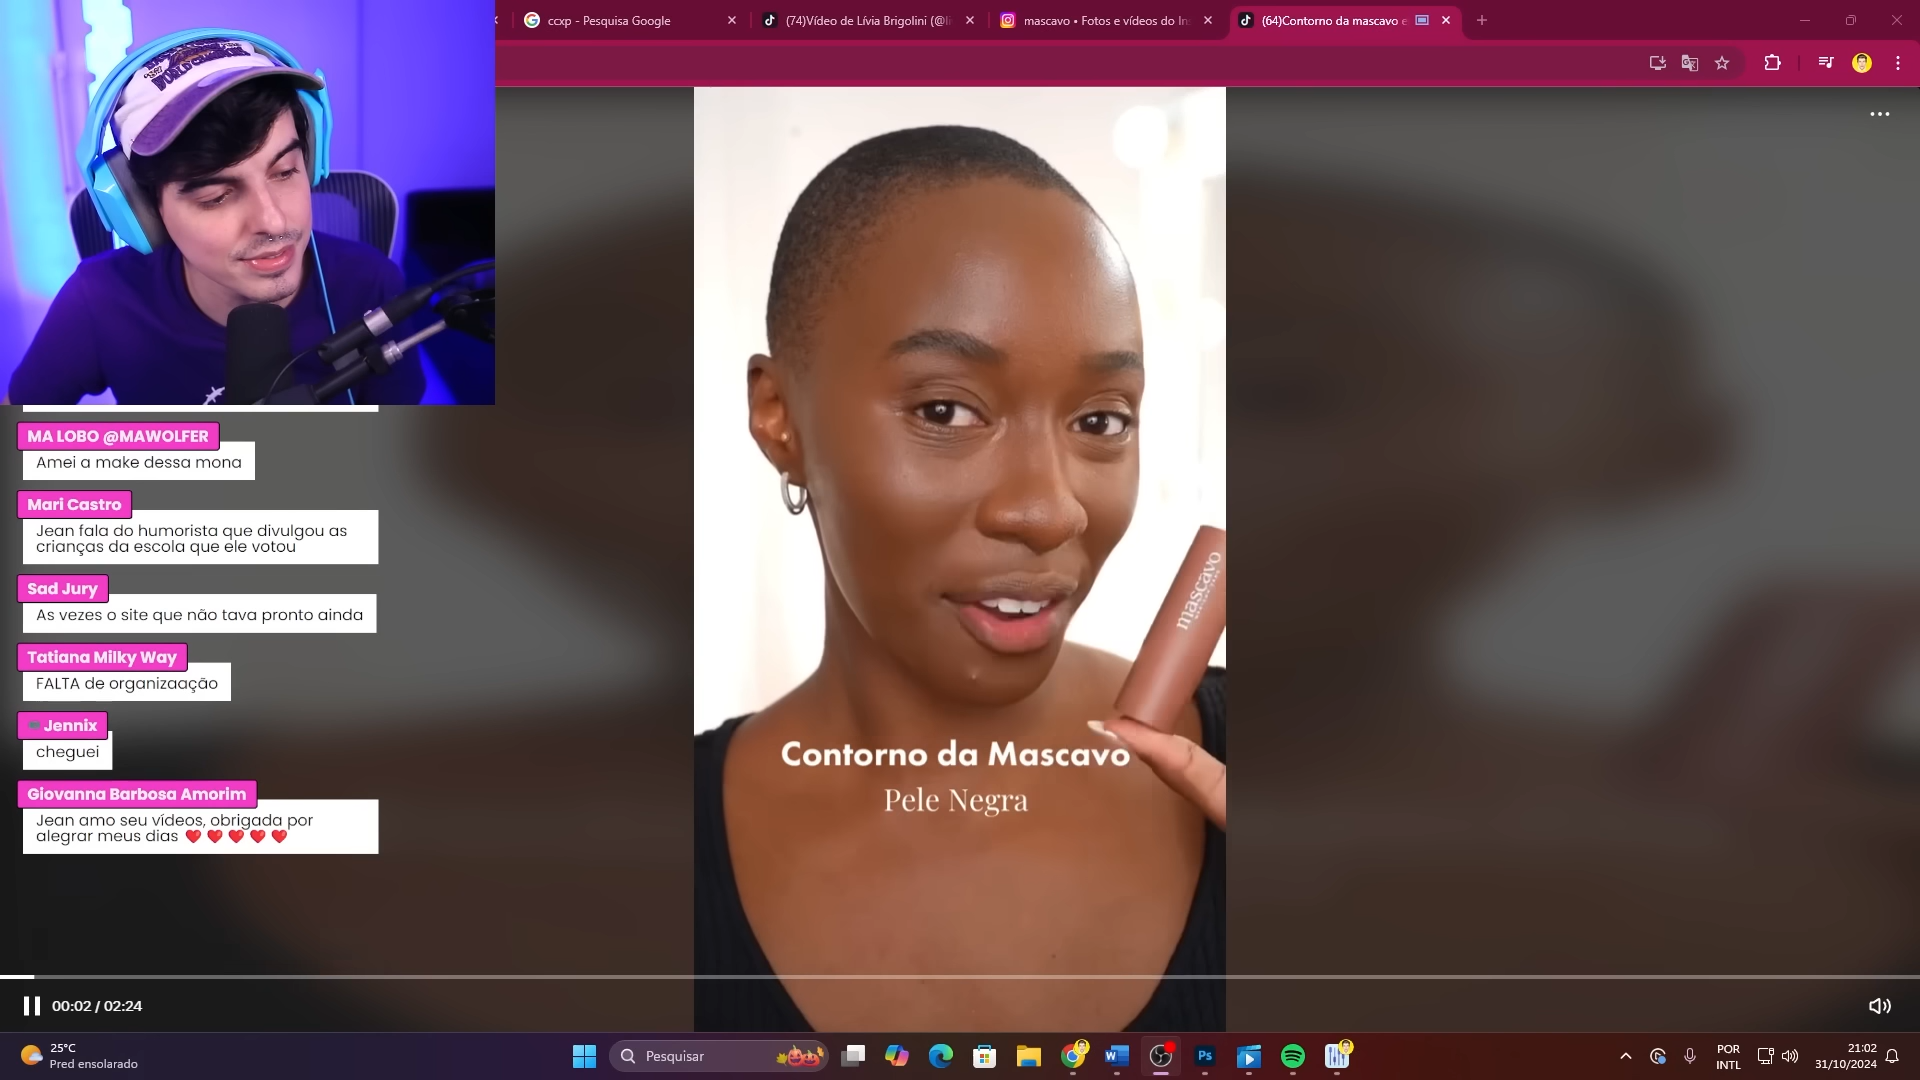 ccxp - Pesquisa Google
(74)Vídeo de Lívia Brigolini (@li
mascavo • Fotos e vídeos do In
(64)Contorno da mascavo e
MA LOBO @MAWOLFER
Amei a make dessa mona
Mari Castro
Jean fala do humorista que divulgou as
crianças da escola que ele votou
Sad Jury
As vezes o site que não tava pronto ainda
Tatiana Milky Way
FALTA de organizaação
Jennix
cheguei
Giovanna Barbosa Amorim
Jean amo seu vídeos, obrigada por
alegrar meus dias ❤️ ❤️ ❤️ ❤️ ❤️
mascavo
Contorno da Mascavo
Pele Negra
00:02 / 02:24
25°C
Pred ensolarado
Pesquisar
POR
INTL
21:02
31/10/2024